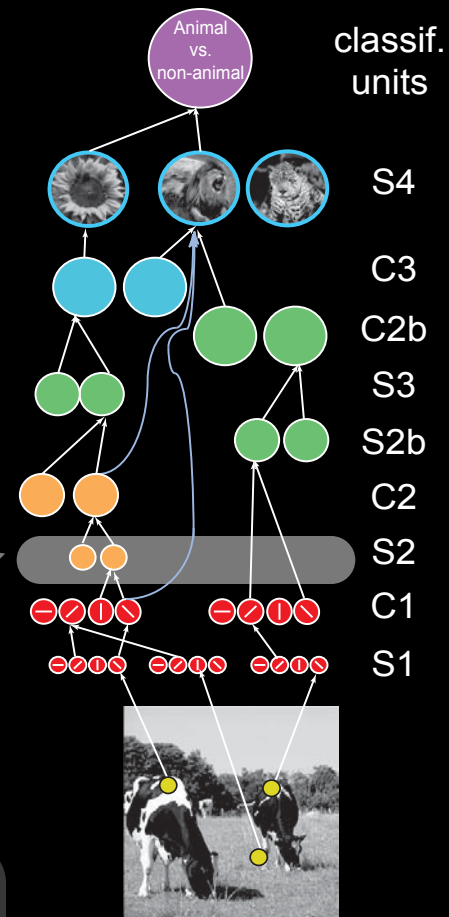 Animal
vs.
non-animal
classif.
units
S4
C3
C2b
S3
S2b
C2
S2
C1
S1